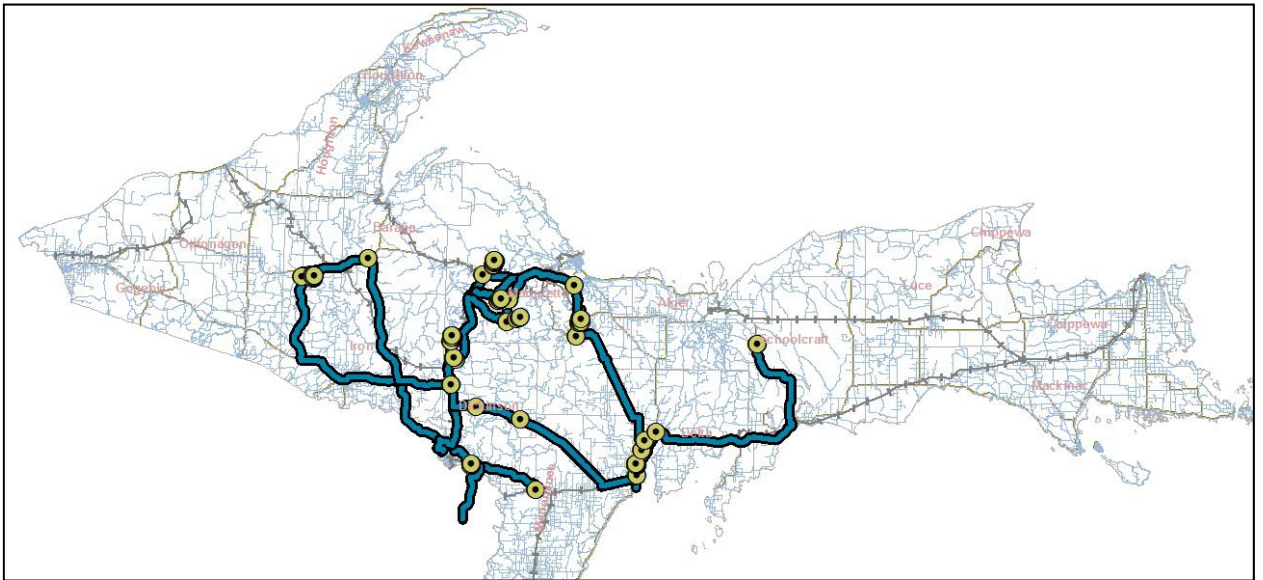 Keweenaw
Houghton
Houghton
Baraga
Ontonagon
Gogebic
Chippewa
Luce
Marquette
Alger
Chippewa
Schoolcraft
Iron
Mackinac
Dickinson
Delta
Menominee